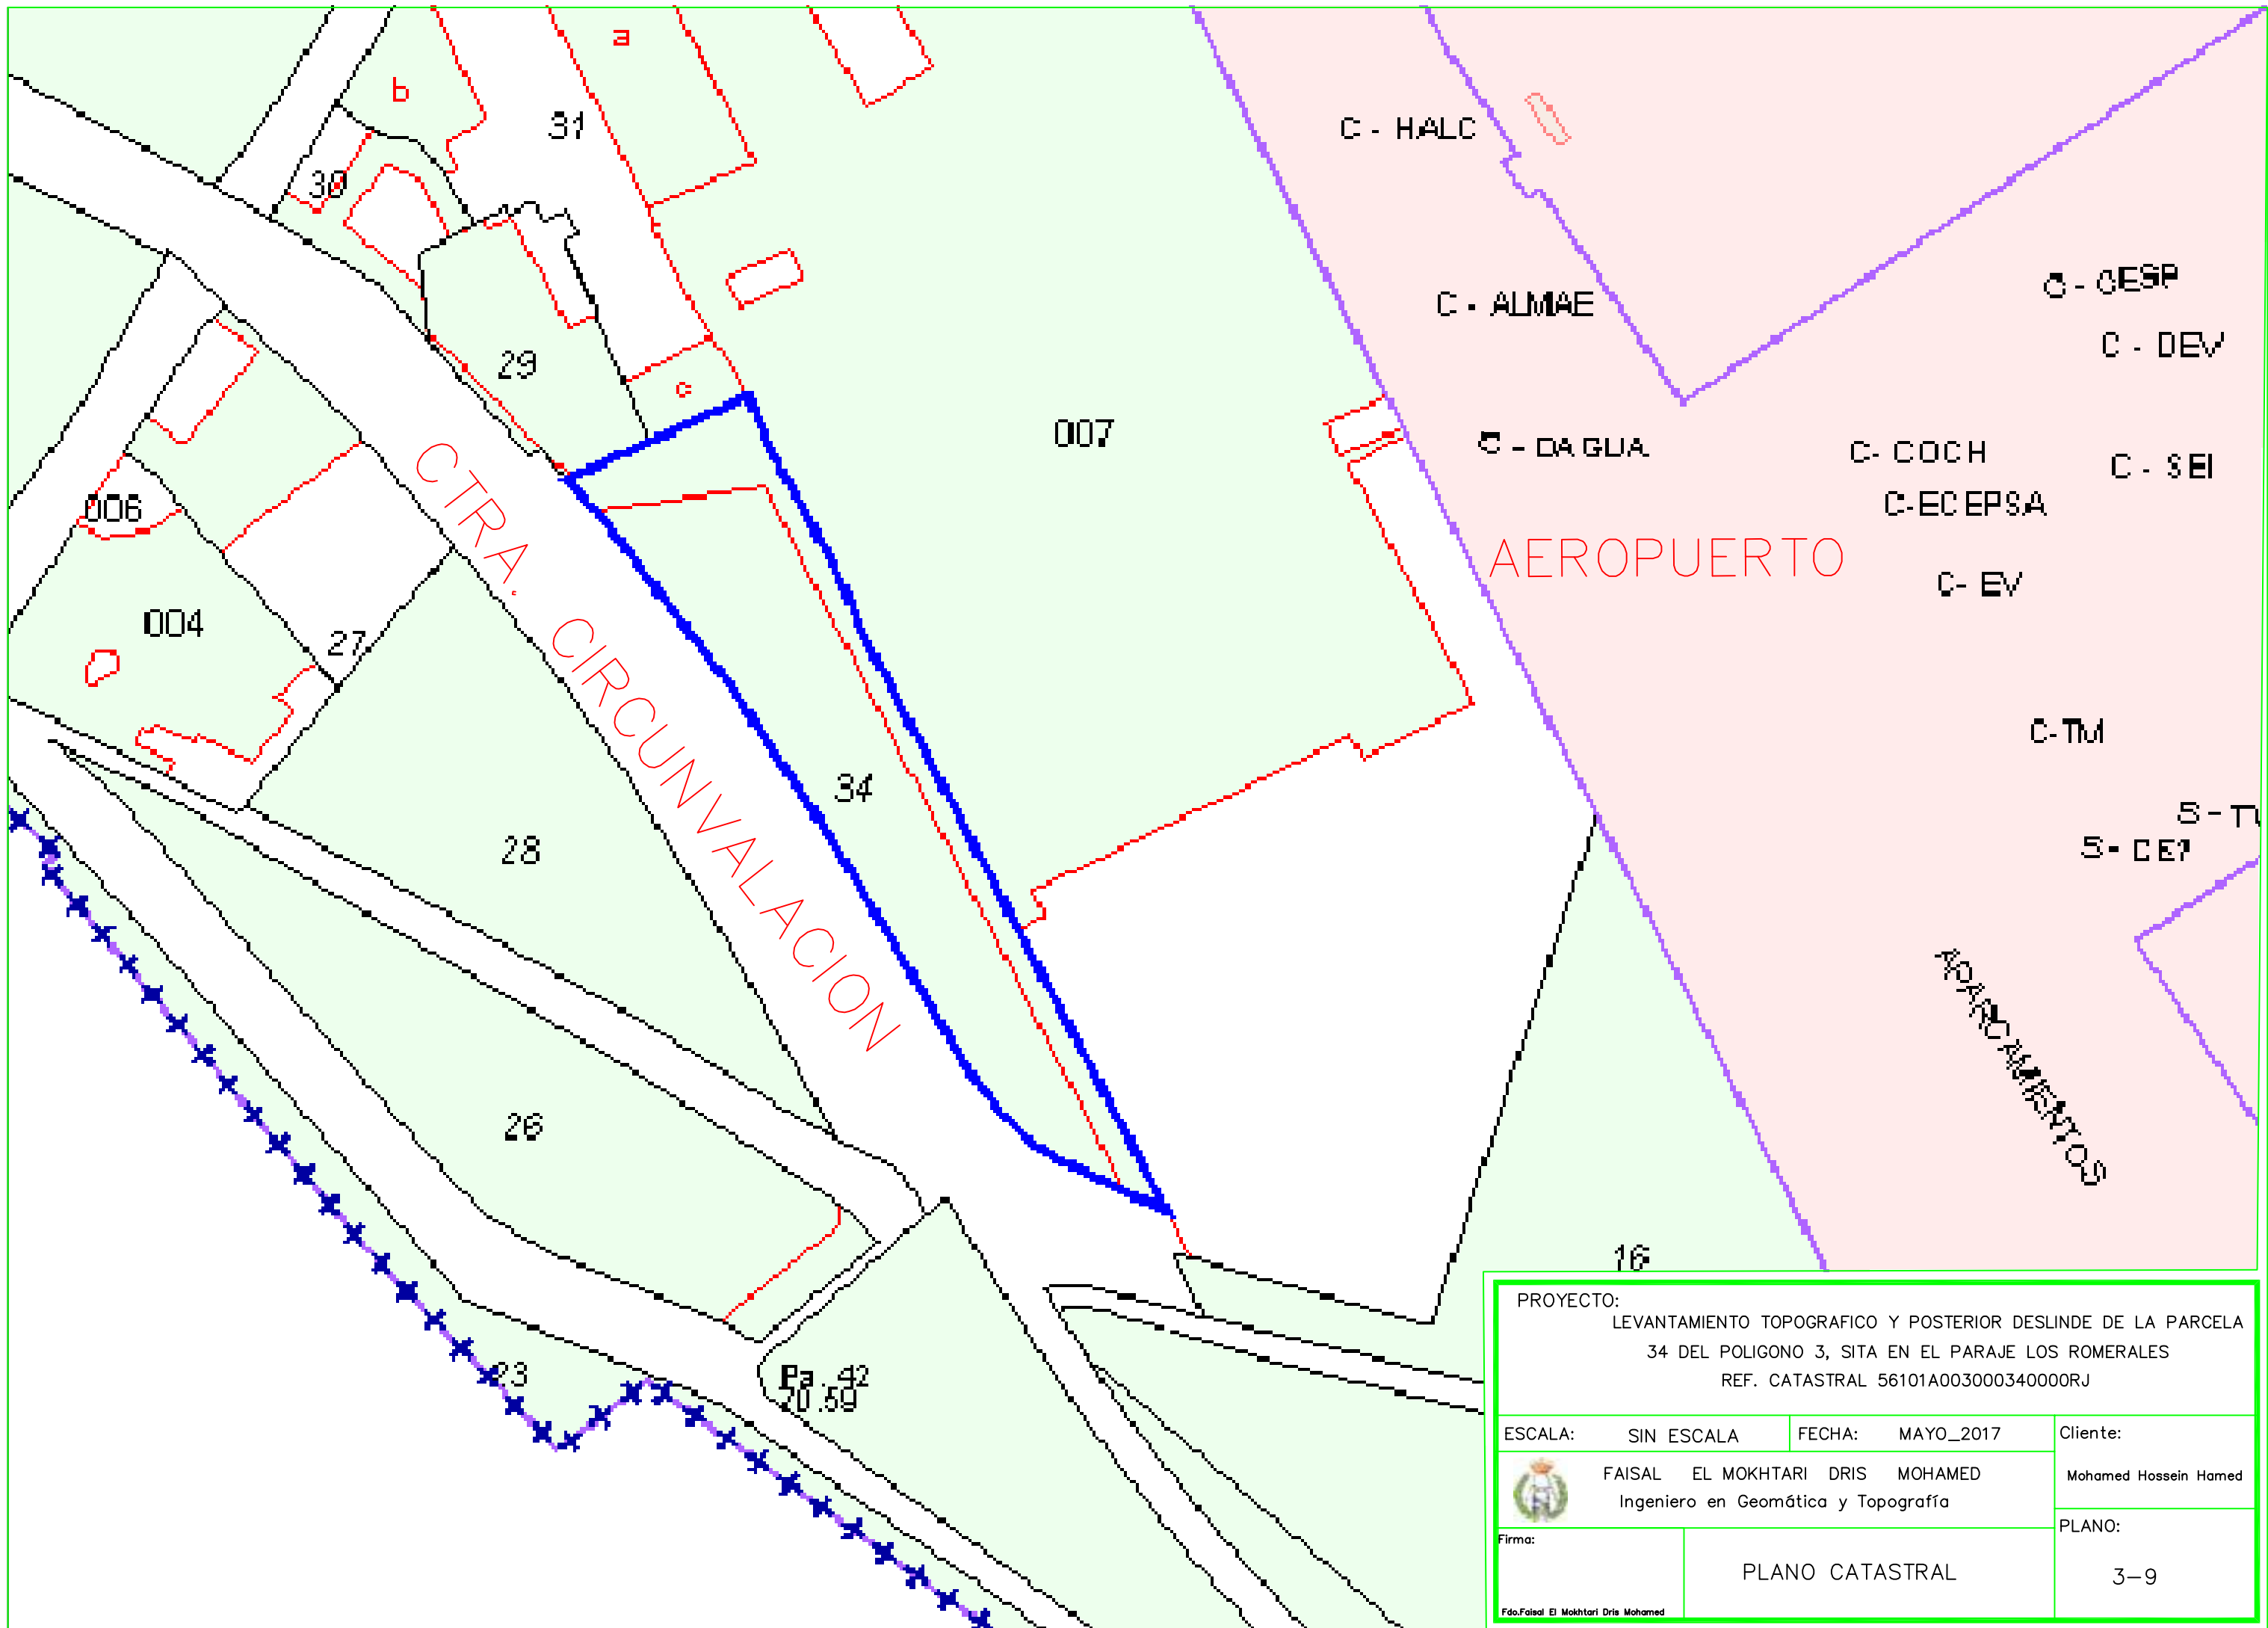 a
b
31
C - HALC
30
C - GESP
C - ALMAE
C - DEV
29
c
007
C - DAGUA
C- COCH
C - SEI
C-ECEPSA
006
AEROPUERTO
C- EV
004
27
CTRA. CIRCUNVALACION
C-TM
34
28
APARCAMIENTOS
26
16
23
Pa. 42
20.59
PROYECTO:
LEVANTAMIENTO TOPOGRAFICO Y POSTERIOR DESLINDE DE LA PARCELA
34 DEL POLIGONO 3, SITA EN EL PARAJE LOS ROMERALES
REF. CATASTRAL 56101A003000340000RJ
ESCALA: SIN ESCALA FECHA: MAYO_2017
Cliente:
Mohamed Hossein Hamed
FAISAL EL MOKHTARI DRIS MOHAMED
Ingeniero en Geomática y Topografía
Firma:
Fdo.Faisal El Mokhtari Dris Mohamed
PLANO CATASTRAL
PLANO:
3-9